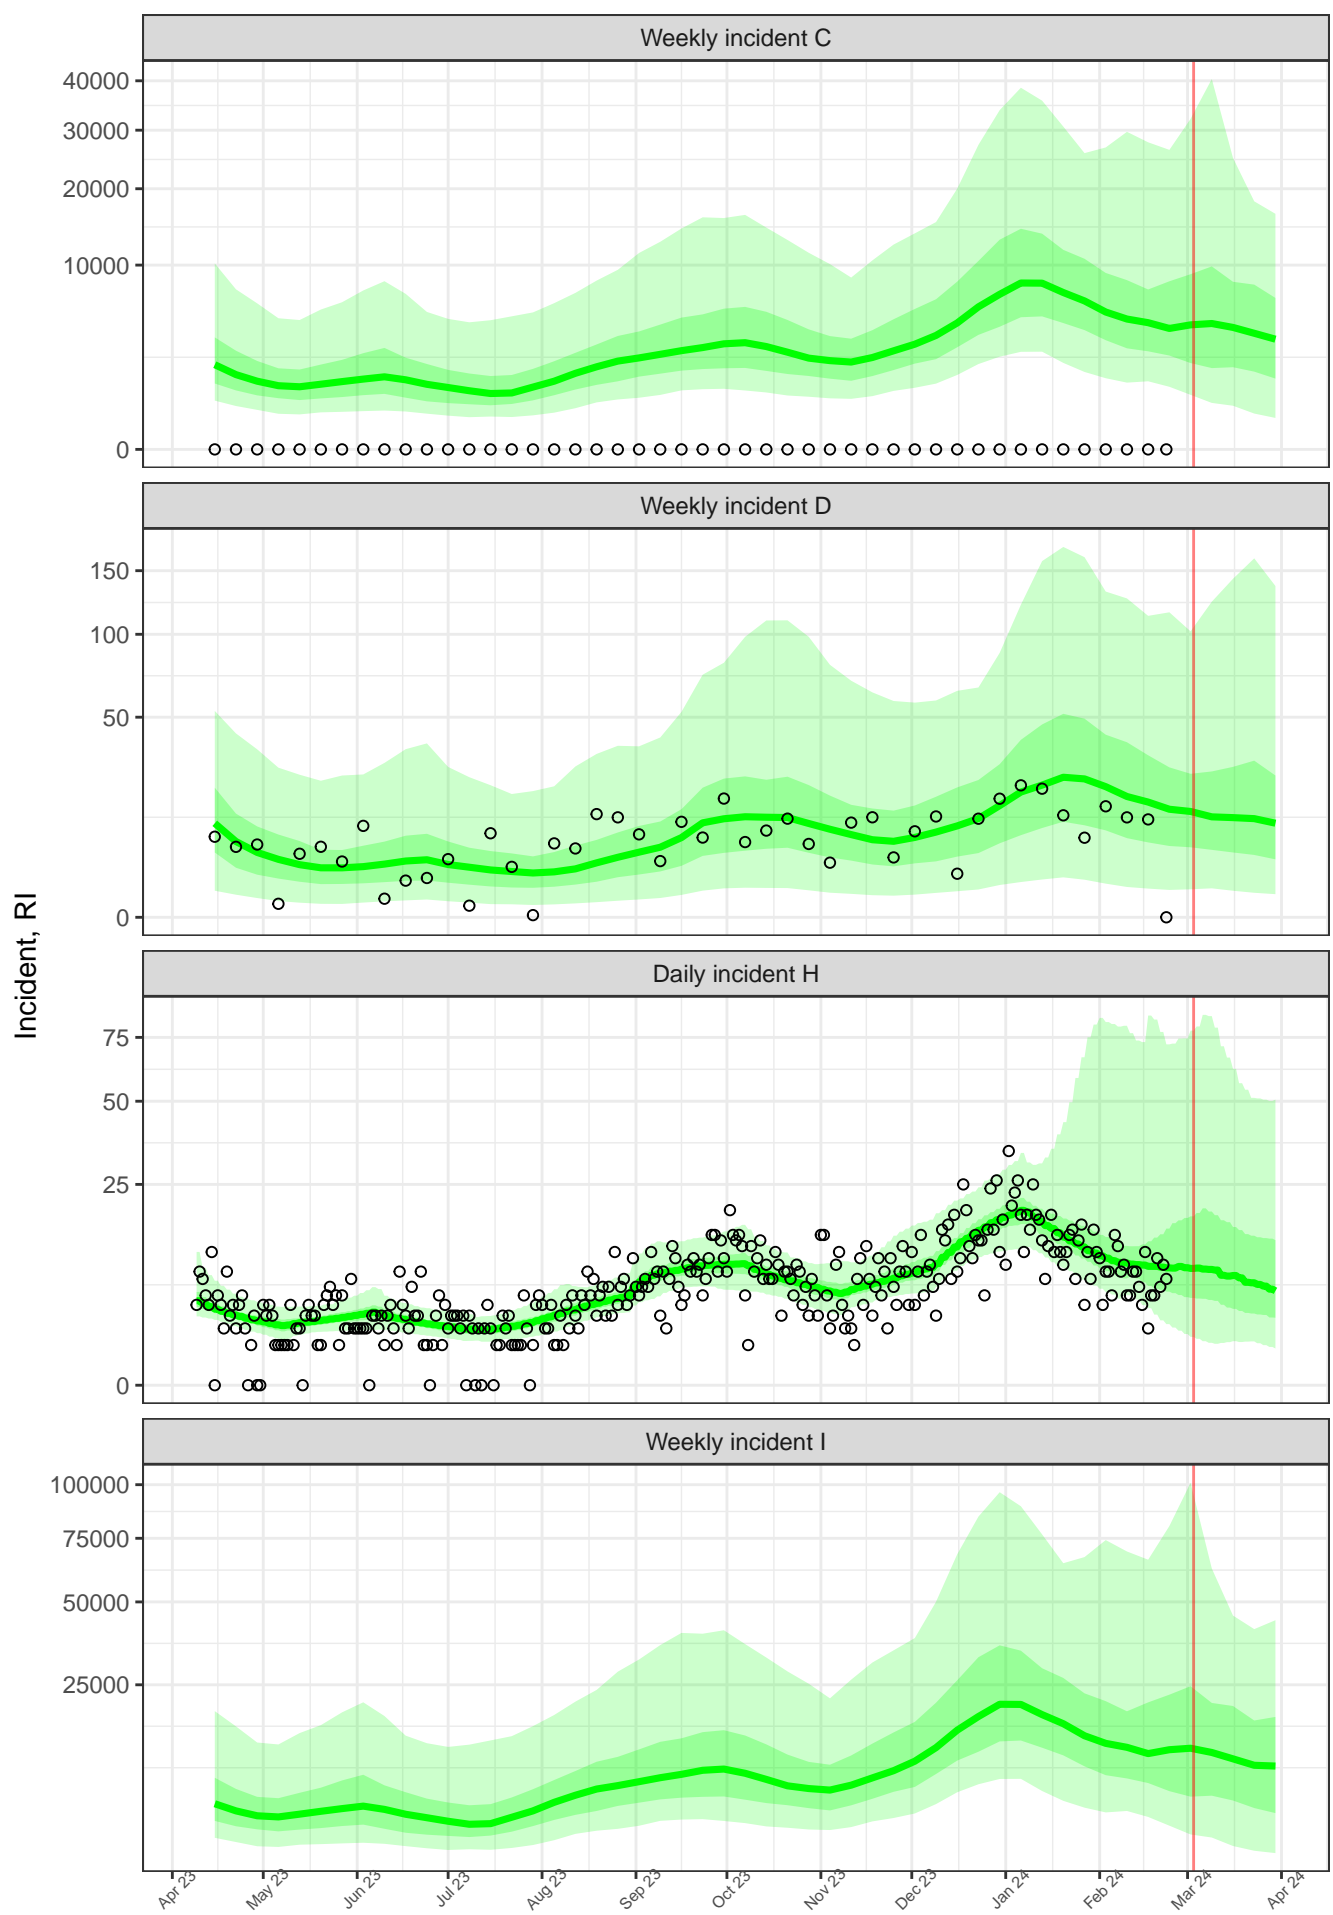 Weekly incident C
40000
30000
20000
10000
0
Weekly incident D
150
100
50
0
Incident, RI
Daily incident H
75
50
25
0
Weekly incident I
100000
75000
50000
25000
Apr 23 May 23 Jun 23 Jul 23 Aug 23 Sep 23 Oct 23 Nov 23 Dec 23 Jan 24 Feb 24 Mar 24 Apr 24